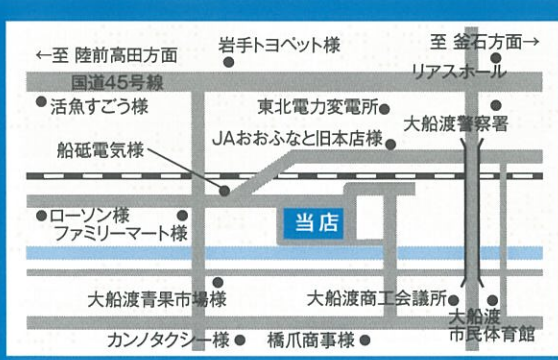 ←至 陸前高田方面
岩手トヨペット様
至 釜石方面→
リアスホール
国道45号線
活魚すごう様
東北電力変電所
大船渡警察署
JAおおふなと旧本店様
船砥電気様
ローソン様
ファミリーマート様
当店
大船渡青果市場様
大船渡商工会議所
大船渡
市民体育館
カンノタクシー様
橋爪商事様